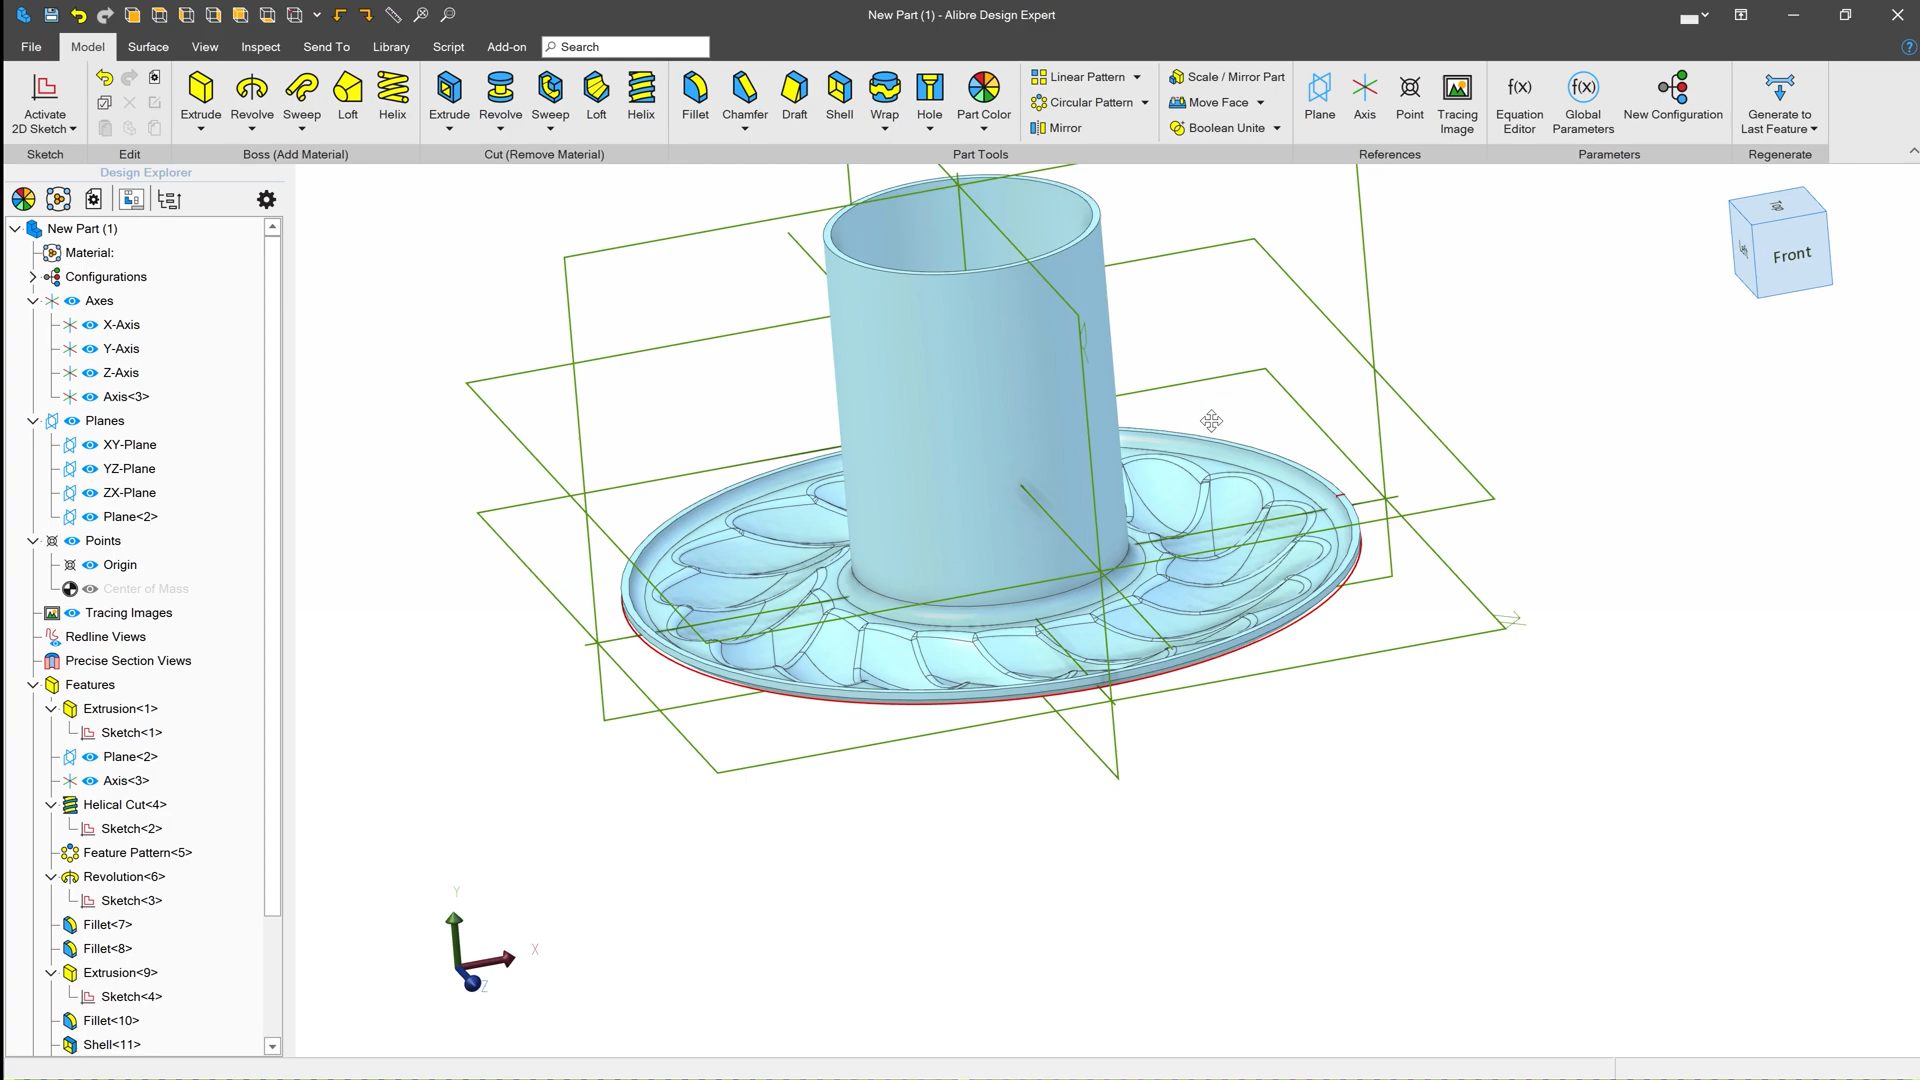 New Part (1) - Alibre Design Expert
File Model Surface View Inspect Send To Library Script Add-on Search
Activate 2D Sketch
Extrude Revolve Sweep Loft Helix
Extrude Revolve Sweep Loft Helix
Fillet Chamfer Draft Shell Wrap Hole Part Color
Linear Pattern
Circular Pattern
Mirror
Scale / Mirror Part
Move Face
Boolean Unite
Plane Axis Point Tracing Image
f(x) Equation Editor
f(x) Global Parameters
New Configuration
Generate to Last Feature
Sketch Edit Boss (Add Material) Cut (Remove Material) Part Tools References Parameters Regenerate
Design Explorer
New Part (1)
Material:
Configurations
Axes
X-Axis
Y-Axis
Z-Axis
Axis<3>
Planes
XY-Plane
YZ-Plane
ZX-Plane
Plane<2>
Points
Origin
Center of Mass
Tracing Images
Redline Views
Precise Section Views
Features
Extrusion<1>
Sketch<1>
Plane<2>
Axis<3>
Helical Cut<4>
Sketch<2>
Feature Pattern<5>
Revolution<6>
Sketch<3>
Fillet<7>
Fillet<8>
Extrusion<9>
Sketch<4>
Fillet<10>
Shell<11>
Top
Left
Front
Y
X
Z